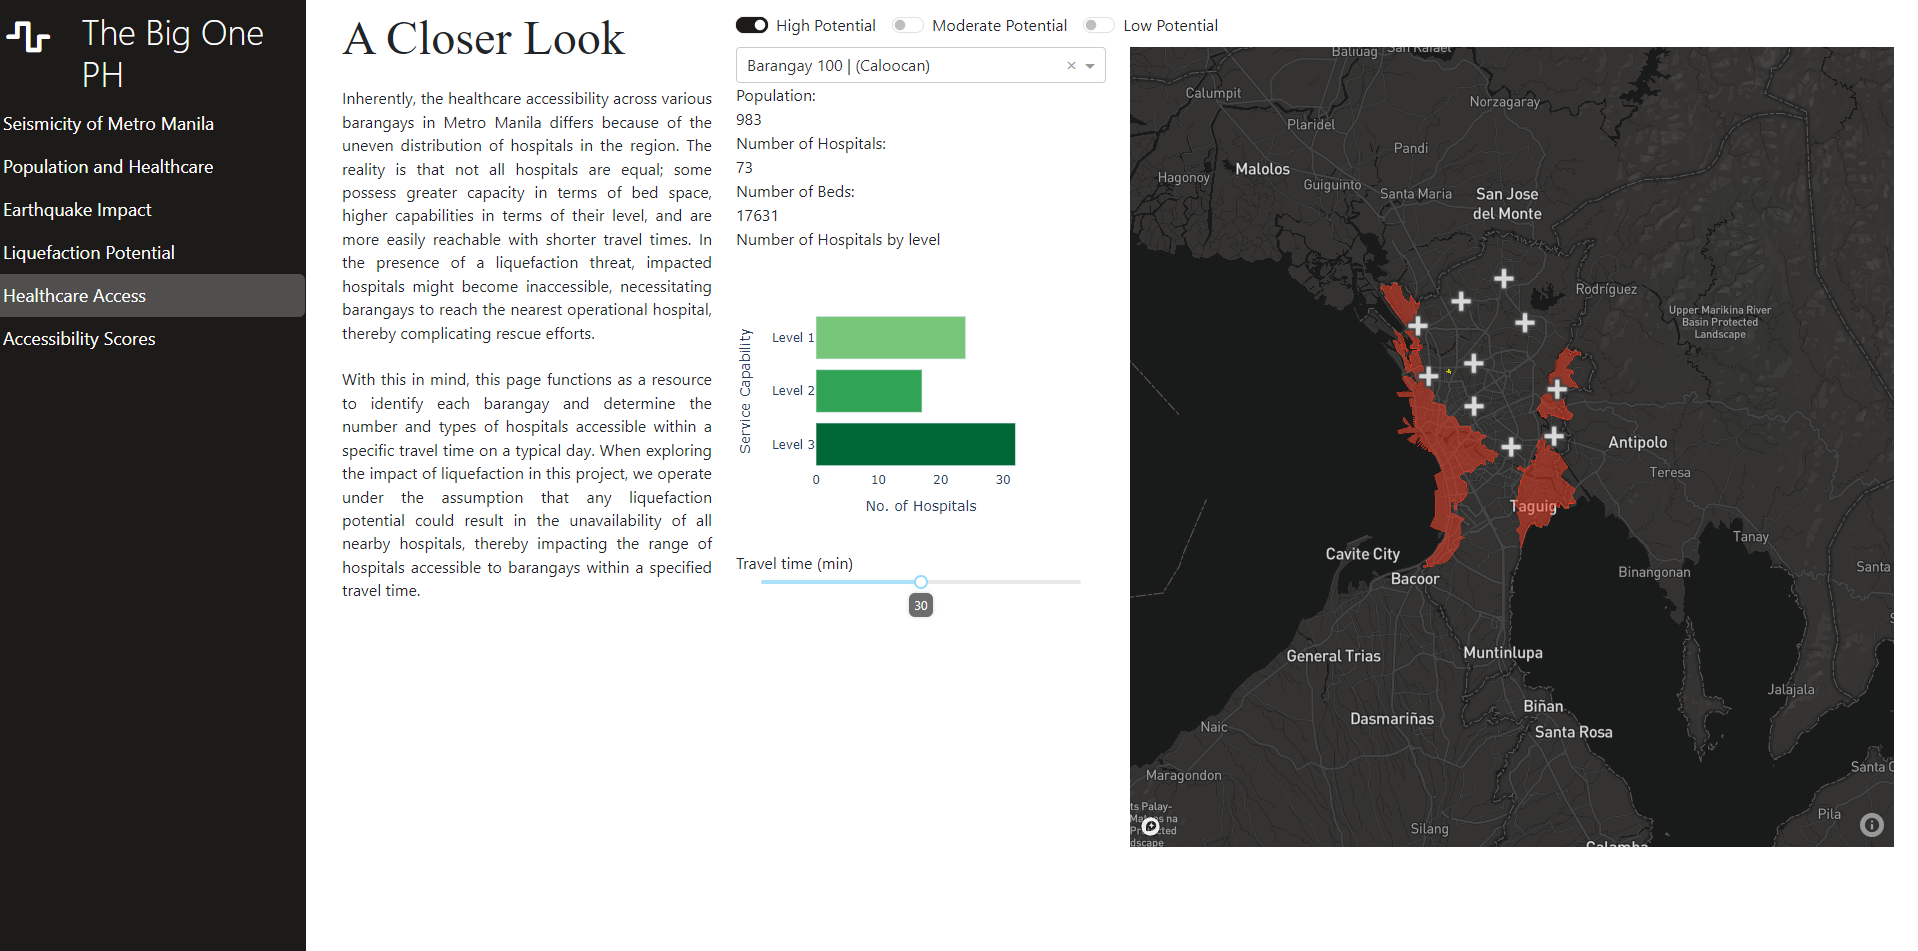 The Big One
PH
Seismicity of Metro Manila
Population and Healthcare
Earthquake Impact
Liquefaction Potential
Healthcare Access
Accessibility Scores
A Closer Look
Inherently, the healthcare accessibility across various
barangays in Metro Manila differs because of the
uneven distribution of hospitals in the region. The
reality is that not all hospitals are equal; some
possess greater capacity in terms of bed space,
higher capabilities in terms of their level, and are
more easily reachable with shorter travel times. In
the presence of a liquefaction threat, impacted
hospitals might become inaccessible, necessitating
barangays to reach the nearest operational hospital,
thereby complicating rescue efforts.
With this in mind, this page functions as a resource
to identify each barangay and determine the
number and types of hospitals accessible within a
specific travel time on a typical day. When exploring
the impact of liquefaction in this project, we operate
under the assumption that any liquefaction
potential could result in the unavailability of all
nearby hospitals, thereby impacting the range of
hospitals accessible to barangays within a specified
travel time.
High Potential
Moderate Potential
Low Potential
Barangay 100 | (Caloocan)
Population:
983
Number of Hospitals:
73
Number of Beds:
17631
Number of Hospitals by level
Service Capability
Level 1
Level 2
Level 3
0 10 20 30
No. of Hospitals
Travel time (min)
30
Baliuag
San Rafael
Calumpit
Norzagaray
Plaridel
Pandi
Malolos
Hagonoy
Guiguinto
Santa Maria
San Jose
del Monte
Rodríguez
Upper Marikina River
Basin Protected
Landscape
Antipolo
Teresa
Taguig
Tanay
Cavite City
Bacoor
Binangonan
Santa
General Trias
Muntinlupa
Jalajala
Biñan
Dasmariñas
Naic
Santa Rosa
Maragondon
Santa C
ts Palay-
Pila
Silang
Calamba